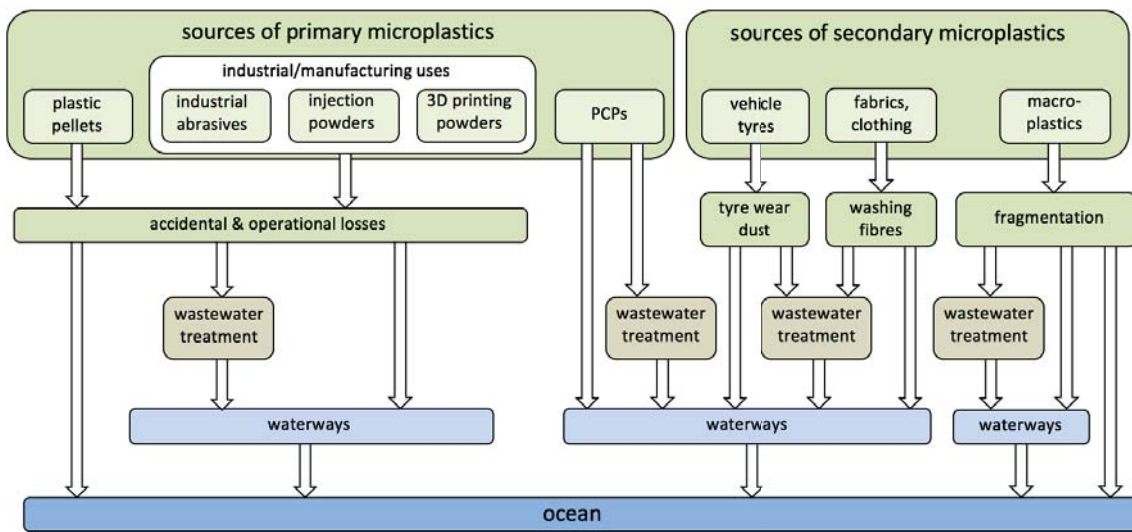 sources of primary microplastics
industrial/manufacturing uses
plastic
pellets
industrial
abrasives
injection
powders
3D printing
powders
PCPs
sources of secondary microplastics
vehicle
tyres
fabrics,
clothing
macro-
plastics
accidental & operational losses
tyre wear
dust
washing
fibres
fragmentation
wastewater
treatment
wastewater
treatment
wastewater
treatment
wastewater
treatment
waterways
waterways
waterways
ocean